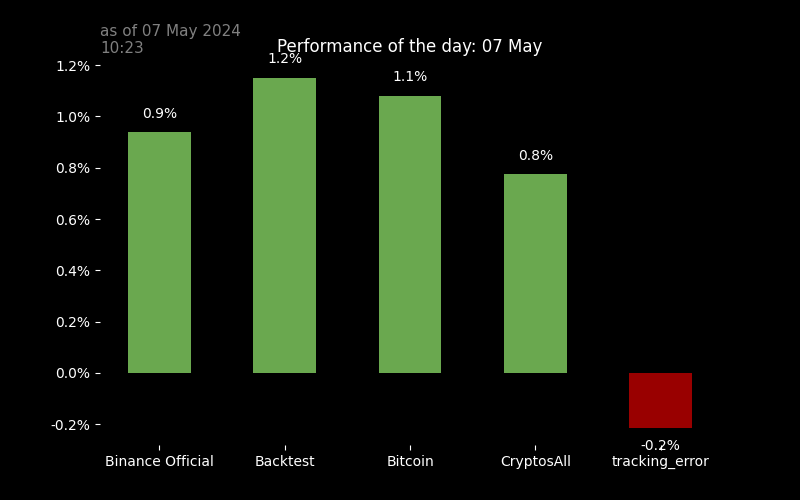 as of 07 May 2024
10:23
Performance of the day: 07 May
1.2%
1.0%
0.8%
0.6%
0.4%
0.2%
0.0%
-0.2%
0.9%
1.2%
1.1%
0.8%
-0.2%
Binance Official
Backtest
Bitcoin
CryptosAll
tracking_error